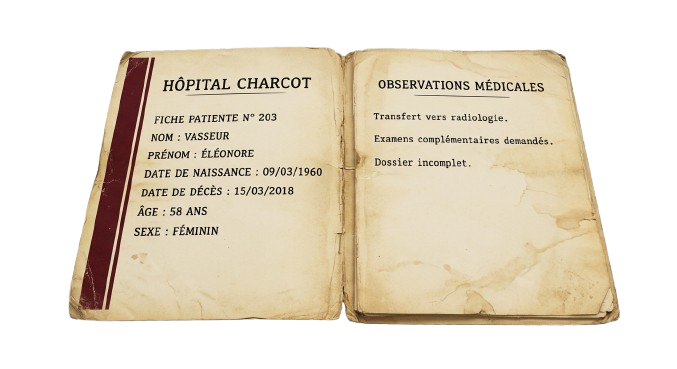 HÔPITAL CHARCOT
FICHE PATIENTE N° 203
NOM : VASSEUR
PRÉNOM : ÉLÉONORE
DATE DE NAISSANCE : 09/03/1960
DATE DE DÉCÈS : 15/03/2018
ÂGE : 58 ANS
SEXE : FÉMININ
OBSERVATIONS MÉDICALES
Transfert vers radiologie.
Examens complémentaires demandés.
Dossier incomplet.